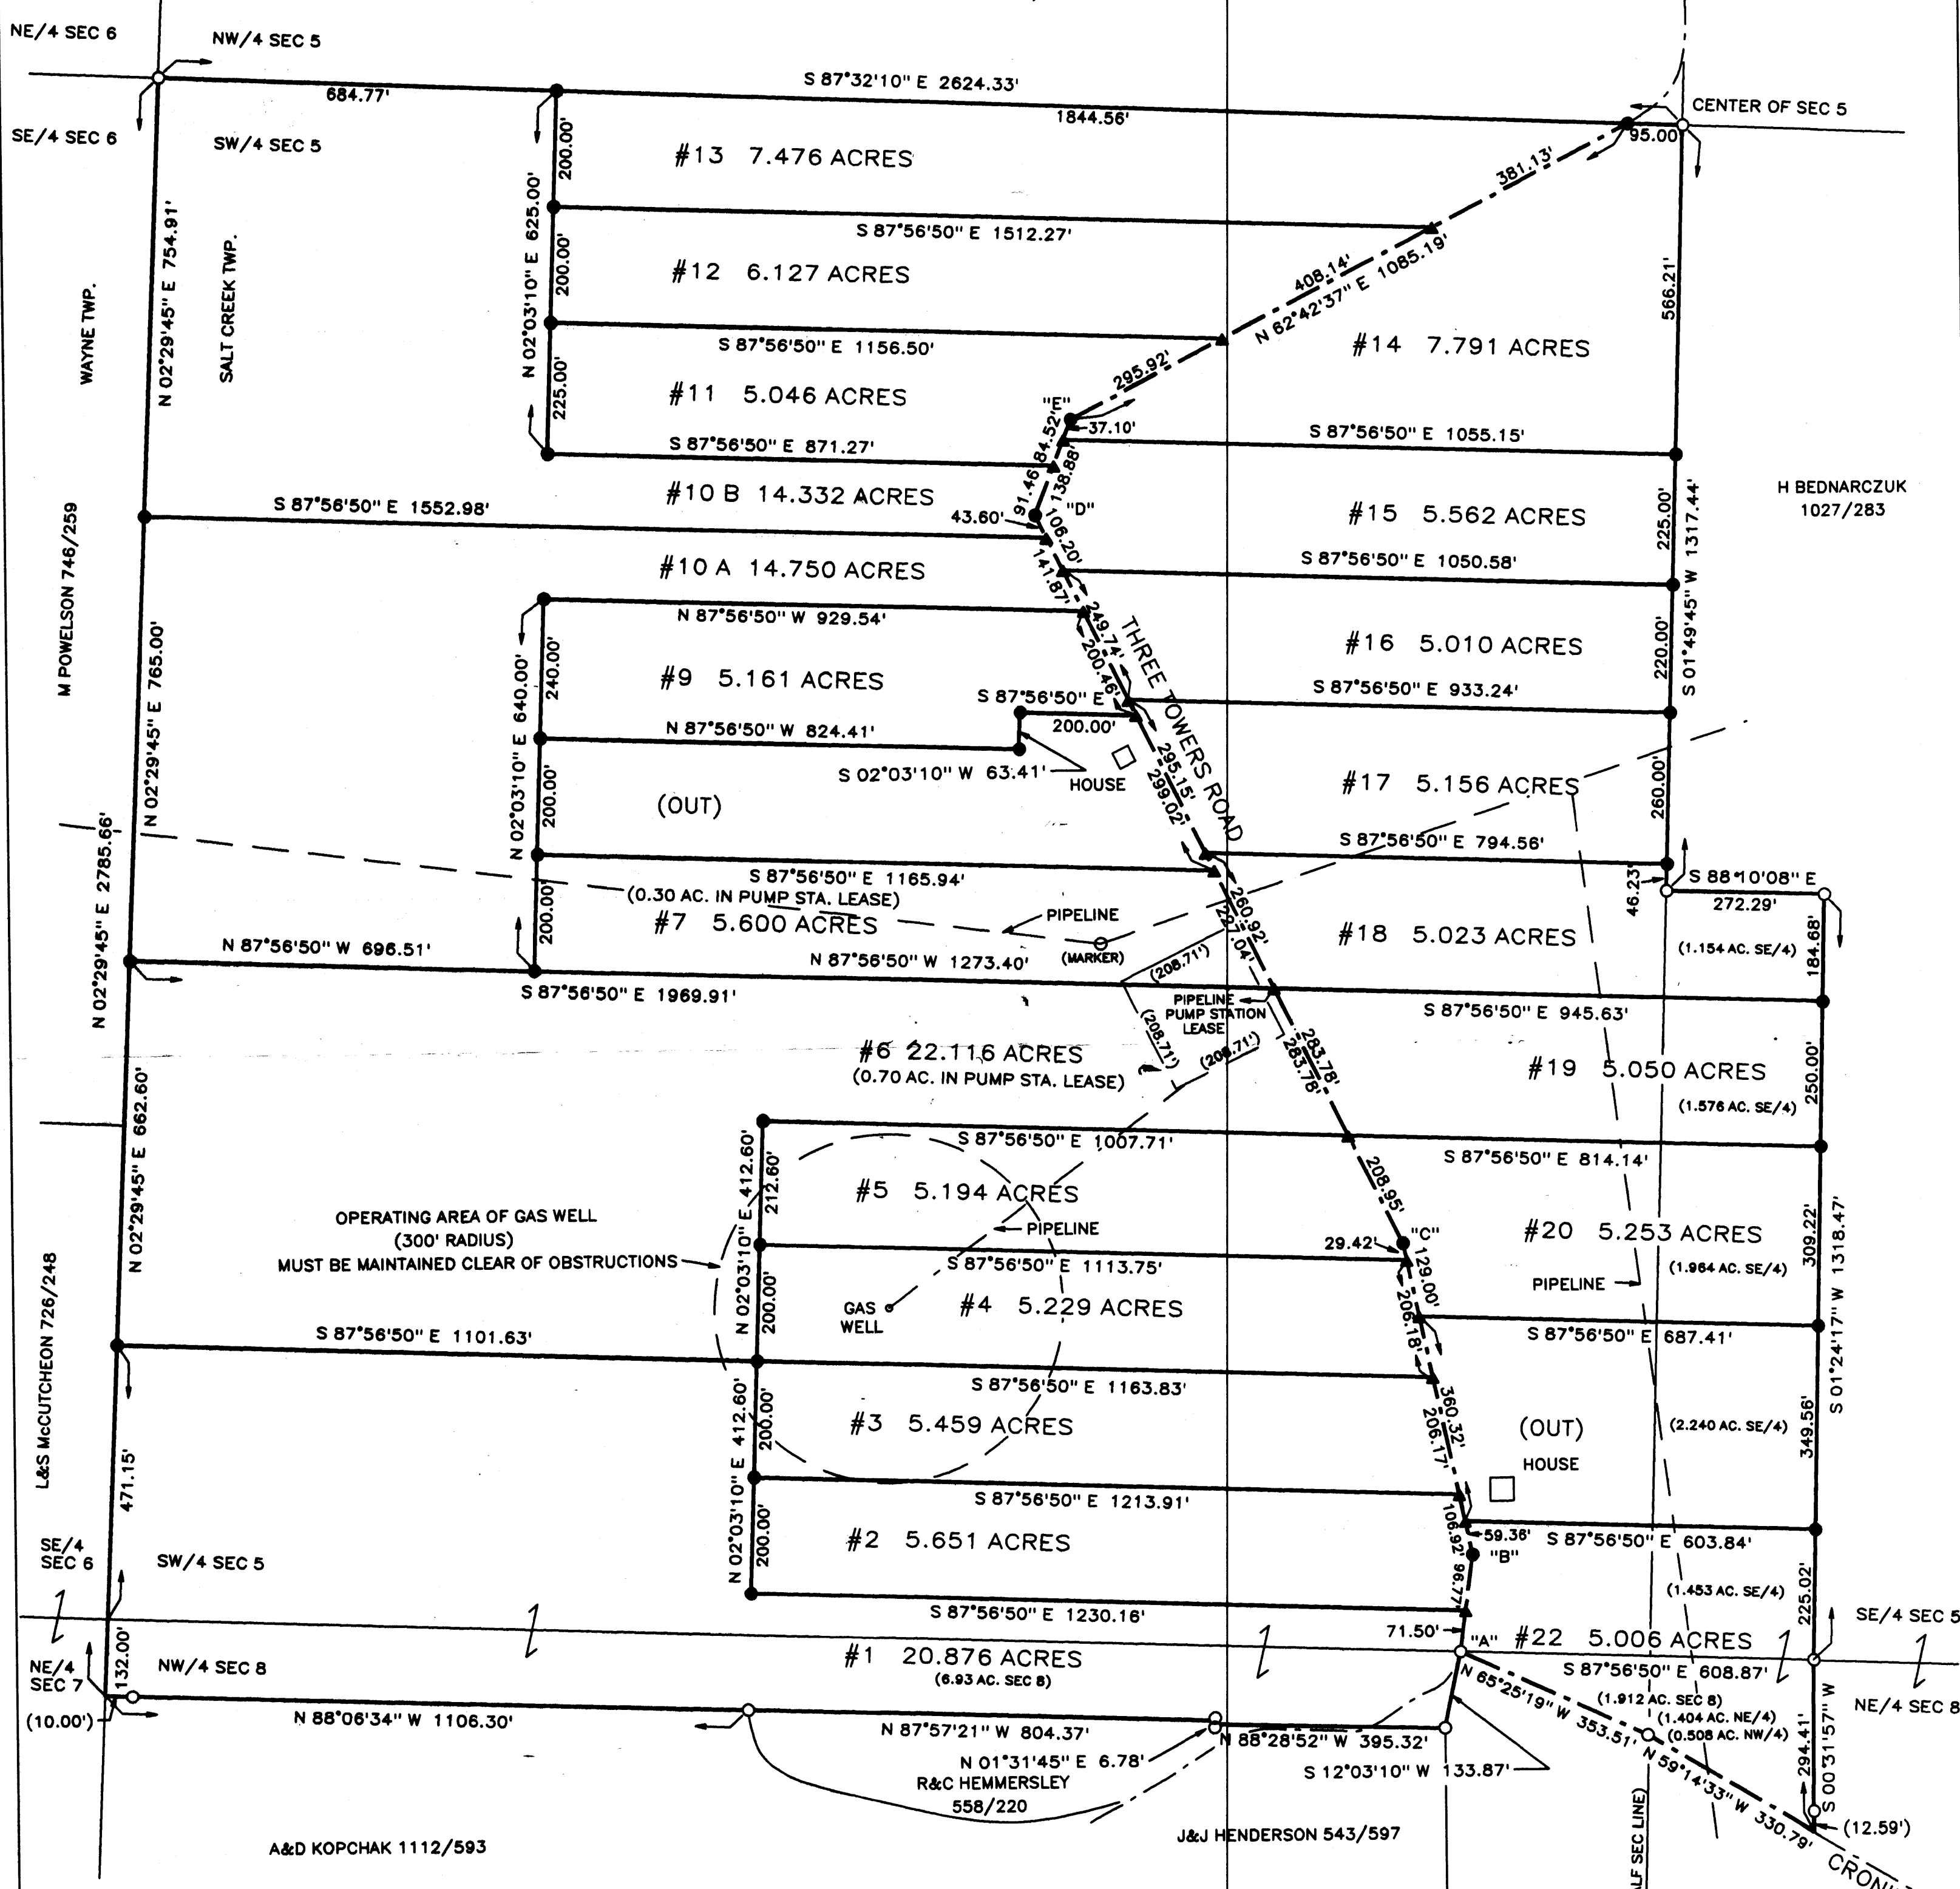 NE/4 SEC 6
NW/4 SEC 5
S 87°32'10" E 2624.33'
684.77'
1844.56'
CENTER OF SEC 5
95.00'
SE/4 SEC 6
SW/4 SEC 5
#13 7.476 ACRES
200.00'
381.13'
N 02°29'45" E 754.91'
N 02°03'10" E 625.00'
S 87°56'50" E 1512.27'
WAYNE TWP.
SALT CREEK TWP.
#12 6.127 ACRES
200.00'
408.14'
N 62°42'37" E 1085.19'
566.21'
S 87°56'50" E 1156.50'
#14 7.791 ACRES
295.92'
#11 5.046 ACRES
225.00'
"E"
84.52'
37.10'
S 87°56'50" E 871.27'
S 87°56'50" E 1055.15'
138.88'
91.46'
#10 B 14.332 ACRES
"D"
H BEDNARCZUK
1027/283
S 87°56'50" E 1552.98'
43.60'
106.20'
#15 5.562 ACRES
225.00'
S 01°49'45" W 1317.44'
M POWELSON 746/259
#10 A 14.750 ACRES
141.87'
S 87°56'50" E 1050.58'
N 87°56'50" W 929.54'
249.74'
THREE TOWERS ROAD
#16 5.010 ACRES
220.00'
N 02°29'45" E 765.00'
N 02°03'10" E 640.00'
240.00'
#9 5.161 ACRES
200.46'
S 87°56'50" E
200.00'
S 87°56'50" E 933.24'
N 87°56'50" W 824.41'
S 02°03'10" W 63.41'
HOUSE
295.15'
299.02'
#17 5.156 ACRES
260.00'
(OUT)
200.00'
S 87°56'50" E 794.56'
N 02°29'45" E 2785.66'
S 87°56'50" E 1165.94'
(0.30 AC. IN PUMP STA. LEASE)
46.23'
S 88°10'08" E
272.29'
#7 5.600 ACRES
200.00'
PIPELINE
(MARKER)
260.92'
227.04'
#18 5.023 ACRES
(1.154 AC. SE/4)
184.68'
N 87°56'50" W 696.51'
N 87°56'50" W 1273.40'
(208.71')
S 87°56'50" E 1969.91'
PIPELINE
PUMP STATION
LEASE
S 87°56'50" E 945.63'
(208.71')
(208.71')
#6 22.116 ACRES
(0.70 AC. IN PUMP STA. LEASE)
283.78'
283.78'
#19 5.050 ACRES
(1.576 AC. SE/4)
250.00'
N 02°29'45" E 662.60'
S 87°56'50" E 1007.71'
S 87°56'50" E 814.14'
N 02°03'10" E 412.60'
212.60'
#5 5.194 ACRES
208.95'
OPERATING AREA OF GAS WELL
(300' RADIUS)
MUST BE MAINTAINED CLEAR OF OBSTRUCTIONS
PIPELINE
29.42'
"C"
#20 5.253 ACRES
309.22'
S 01°24'17" W 1318.47'
S 87°56'50" E 1113.75'
129.00'
(1.964 AC. SE/4)
PIPELINE
L&S McCUTCHEON 726/248
200.00'
GAS
WELL
#4 5.229 ACRES
206.18'
S 87°56'50" E 1101.63'
S 87°56'50" E 687.41'
S 87°56'50" E 1163.83'
471.15'
N 02°03'10" E 412.60'
200.00'
#3 5.459 ACRES
360.32'
206.17'
(OUT)
HOUSE
(2.240 AC. SE/4)
349.56'
S 87°56'50" E 1213.91'
#2 5.651 ACRES
200.00'
106.92'
59.36'
S 87°56'50" E 603.84'
"B"
SE/4
SEC 6
SW/4 SEC 5
96.77'
(1.453 AC. SE/4)
225.02'
S 87°56'50" E 1230.16'
SE/4 SEC 5
71.50'
"A"
#22 5.006 ACRES
132.00'
NE/4
SEC 7
NW/4 SEC 8
#1 20.876 ACRES
(6.93 AC. SEC 8)
S 87°56'50" E 608.87'
(1.912 AC. SEC 8)
(1.404 AC. NE/4)
(0.508 AC. NW/4)
NE/4 SEC 8
N 65°25'19" W 353.51'
(10.00')
N 88°06'34" W 1106.30'
N 87°57'21" W 804.37'
N 88°28'52" W 395.32'
N 01°31'45" E 6.78'
S 12°03'10" W 133.87'
294.41'
S 00°31'57" W
R&C HEMMERSLEY
558/220
N 59°14'33" W 330.79'
(12.59')
A&D KOPCHAK 1112/593
J&J HENDERSON 543/597
SEC LINE)